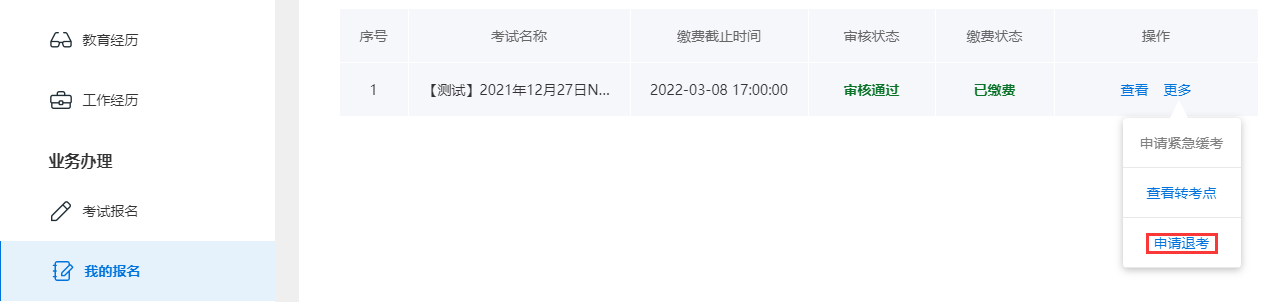 教育经历
工作经历
业务办理
考试报名
我的报名
序号 考试名称 缴费截止时间 审核状态 缴费状态 操作
1 【测试】2021年12月27日N... 2022-03-08 17:00:00 审核通过 已缴费 查看 更多
申请紧急缓考
查看转考点
申请退考